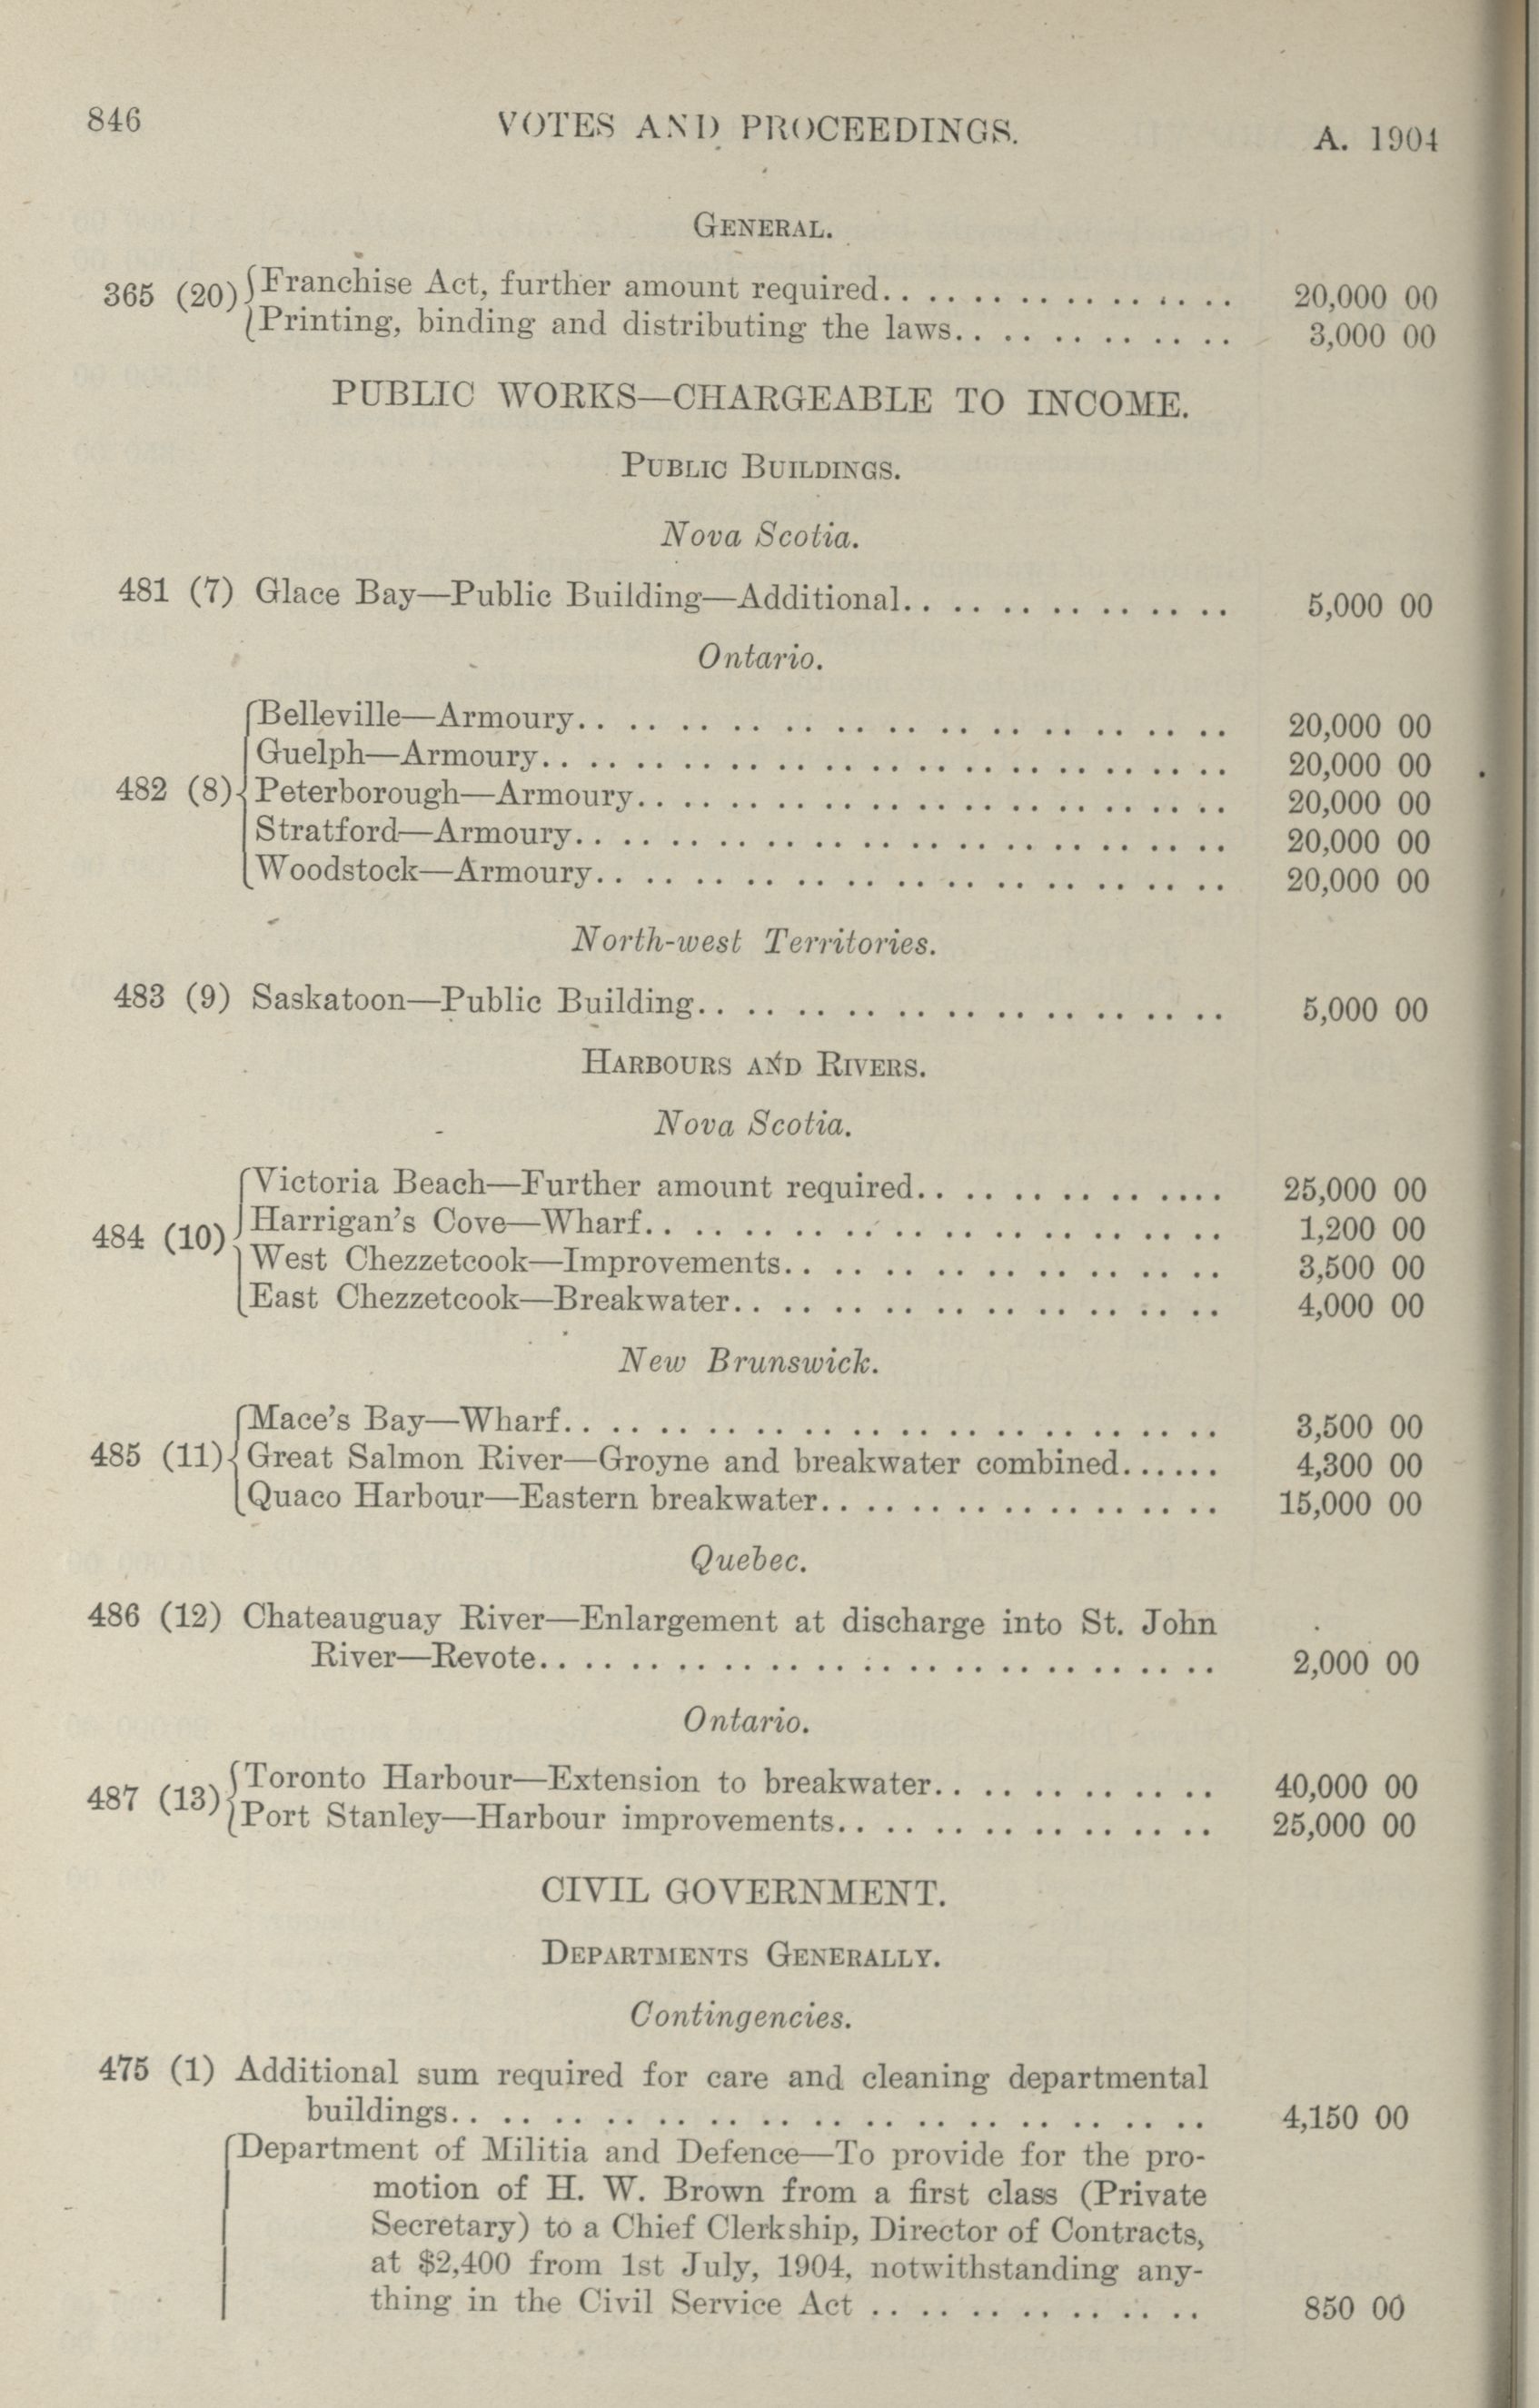 846
VOTES AND PROCEEDINGS.
A. 1904
GENERAL.
365 (20) Franchise Act, further amount required.................. 20,000 00
Printing, binding and distributing the laws............. 3,000 00
PUBLIC WORKS—CHARGEABLE TO INCOME.
PUBLIC BUILDINGS.
Nova Scotia.
481 (7) Glace Bay—Public Building—Additional.............. 5,000 00
Ontario.
Belleville—Armoury........................... 20,000 00
Guelph—Armoury............................. 20,000 00
482 (8) Peterborough—Armoury......................... 20,000 00
Stratford—Armoury........................... 20,000 00
Woodstock—Armoury.......................... 20,000 00
North-west Territories.
483 (9) Saskatoon—Public Building...................... 5,000 00
HARBOURS AND RIVERS.
Nova Scotia.
Victoria Beach—Further amount required.............. 25,000 00
484 (10) Harrigan's Cove—Wharf........................ 1,200 00
West Chezzetcook—Improvements.................. 3,500 00
East Chezzetcook—Breakwater.................... 4,000 00
New Brunswick.
Mace's Bay—Wharf........................... 3,500 00
485 (11) Great Salmon River—Groyne and breakwater combined...... 4,300 00
Quaco Harbour—Eastern breakwater................. 15,000 00
Quebec.
486 (12) Chateauguay River—Enlargement at discharge into St. John
River—Revote.............................. 2,000 00
Ontario.
487 (13) Toronto Harbour—Extension to breakwater............. 40,000 00
Port Stanley—Harbour improvements................ 25,000 00
CIVIL GOVERNMENT.
DEPARTMENTS GENERALLY.
Contingencies.
475 (1) Additional sum required for care and cleaning departmental
buildings............................... 4,150 00
Department of Militia and Defence—To provide for the pro-
motion of H. W. Brown from a first class (Private
Secretary) to a Chief Clerkship, Director of Contracts,
at $2,400 from 1st July, 1904, notwithstanding any-
thing in the Civil Service Act .............. 850 00